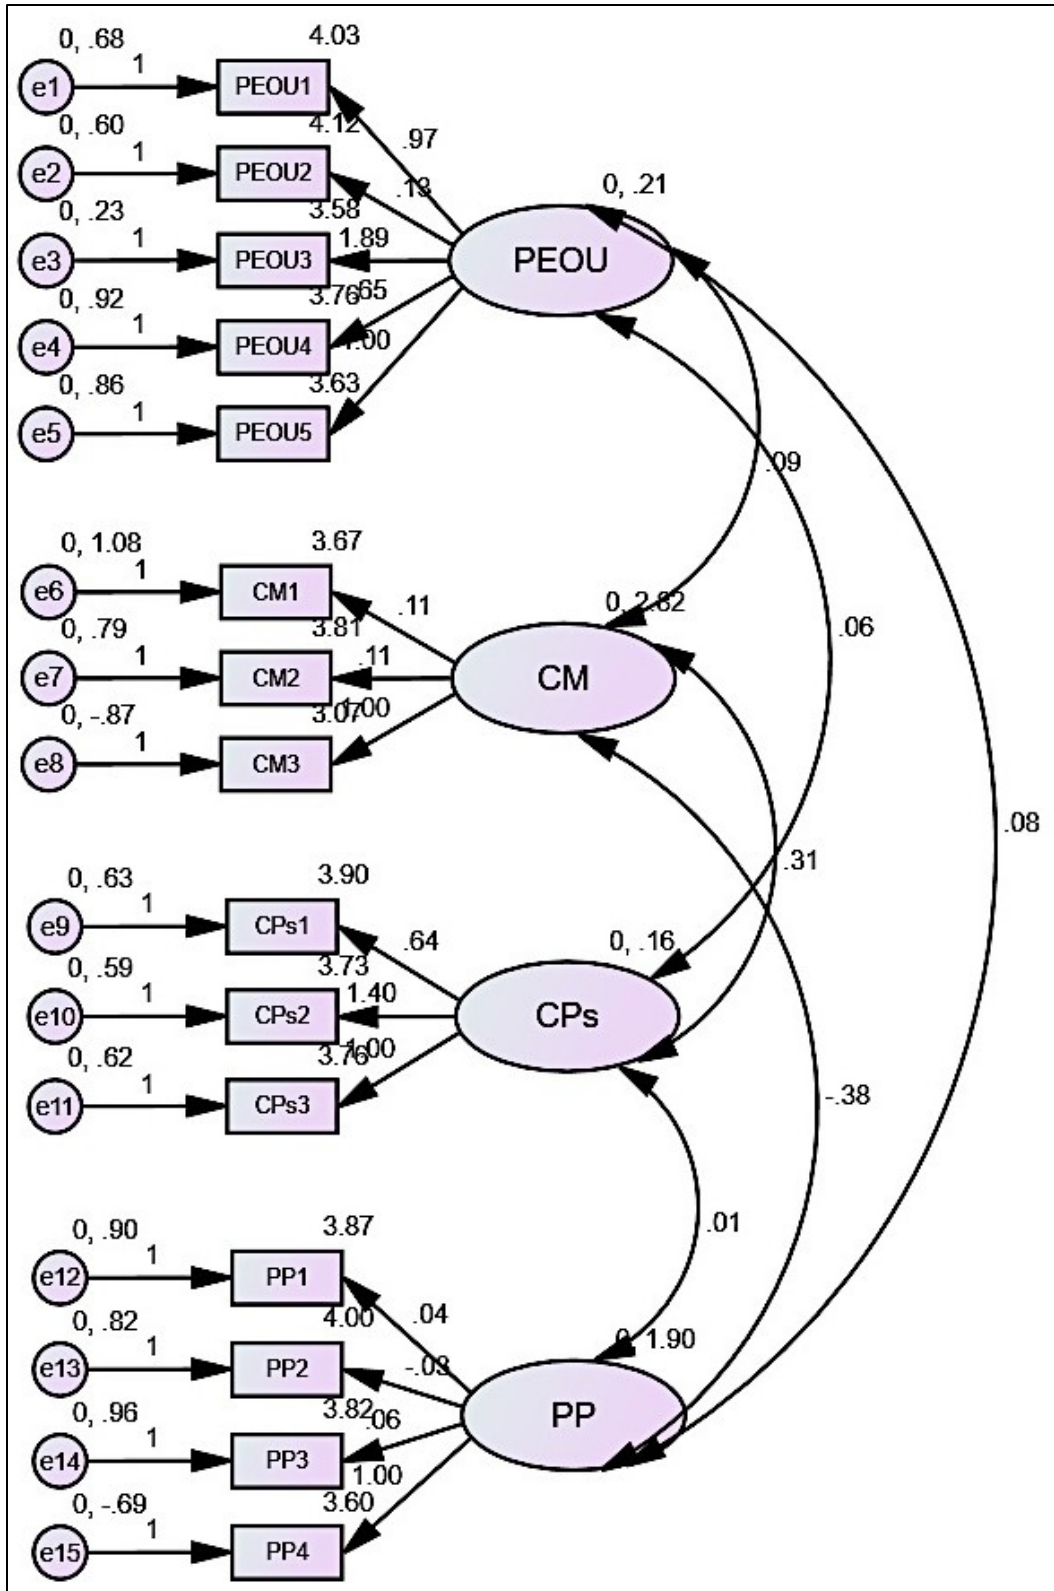 0, .68
4.03
1
e1
PEOU1
.97
0, .60
4.12
1
e2
PEOU2
.13
0, .21
0, .23
3.58
1
1.89
e3
PEOU3
PEOU
0, .92
3.76
.65
1
e4
PEOU4
1.00
0, .86
3.63
1
e5
PEOU5
.09
0, 1.08
3.67
1
e6
CM1
.11
0, 2.82
0, .79
3.81
.06
1
.11
e7
CM2
CM
0, -.87
3.07
1.00
1
e8
CM3
.08
0, .63
3.90
.31
1
e9
CPs1
.64
0, .16
0, .59
3.73
1
1.40
e10
CPs2
CPs
0, .62
3.76
1.00
1
e11
CPs3
-.38
0, .90
3.87
.01
1
e12
PP1
.04
0, .82
4.00
0, 1.90
1
e13
PP2
-.03
0, .96
3.82
.06
PP
1
e14
PP3
1.00
0, -.69
3.60
1
e15
PP4